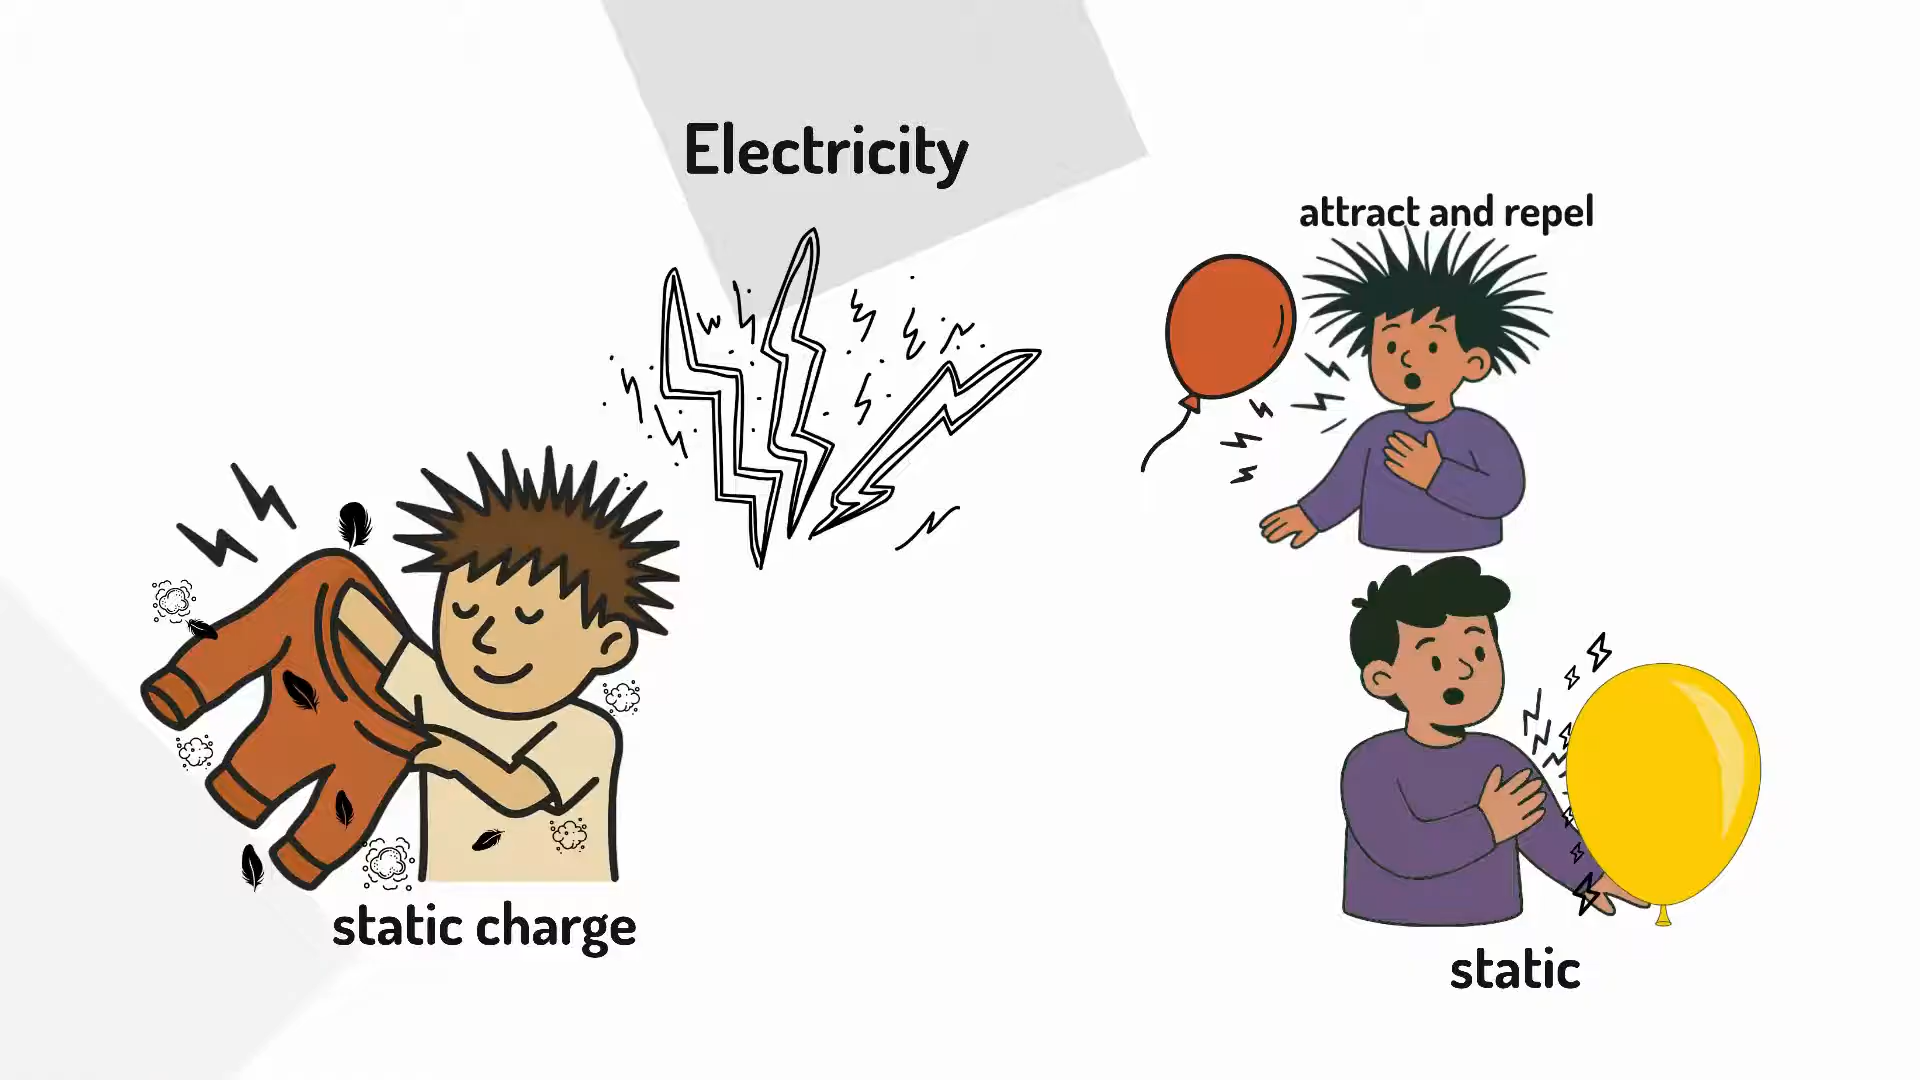 Electricity
attract and repel
static charge
static